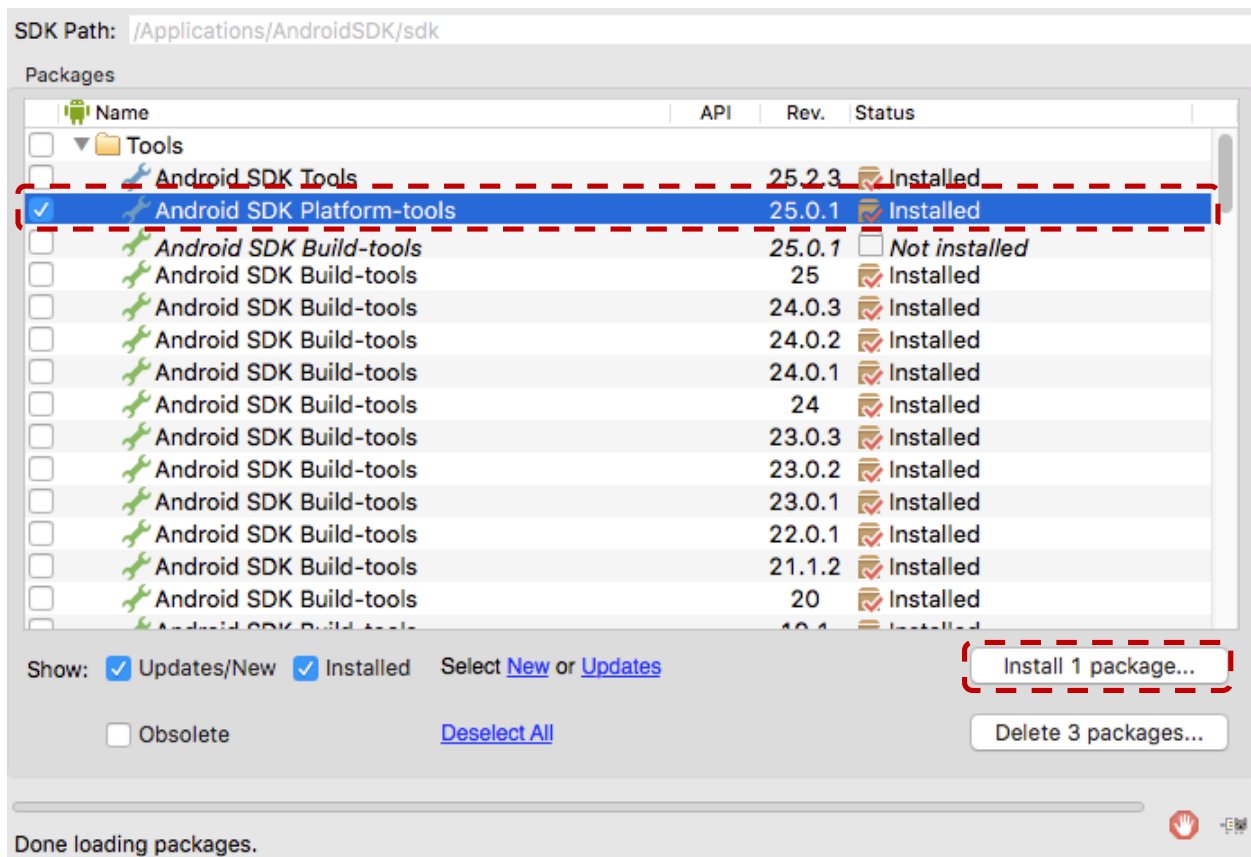 SDK Path: /Applications/AndroidSDK/sdk
Packages
Name API Rev. Status
Tools
Android SDK Tools 25.2.3 Installed
Android SDK Platform-tools 25.0.1 Installed
Android SDK Build-tools 25.0.1 Not installed
Android SDK Build-tools 25 Installed
Android SDK Build-tools 24.0.3 Installed
Android SDK Build-tools 24.0.2 Installed
Android SDK Build-tools 24.0.1 Installed
Android SDK Build-tools 24 Installed
Android SDK Build-tools 23.0.3 Installed
Android SDK Build-tools 23.0.2 Installed
Android SDK Build-tools 23.0.1 Installed
Android SDK Build-tools 22.0.1 Installed
Android SDK Build-tools 21.1.2 Installed
Android SDK Build-tools 20 Installed
Android SDK Build-tools 19.1 Installed
Show: Updates/New Installed Select New or Updates Install 1 package...
Obsolete Deselect All Delete 3 packages...
Done loading packages.